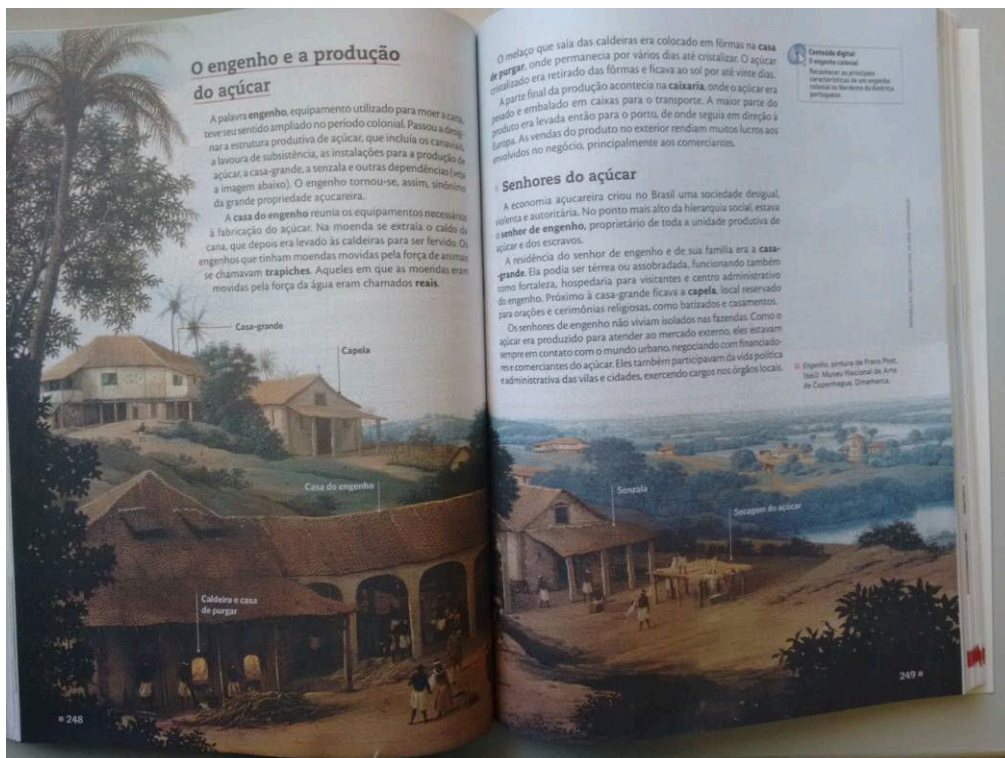 O engenho e a produção
do açúcar
A palavra engenho, equipamento utilizado para moer a cana,
teve seu sentido ampliado no período colonial. Passou a desig-
nar a estrutura produtiva de açúcar, que incluía os canaviais,
a lavoura de subsistência, as instalações para a produção de
açúcar, a casa-grande, a senzala e outras dependências (veja
a imagem abaixo). O engenho tornou-se, assim, sinônimo
da grande propriedade açucareira.
A casa do engenho reunia os equipamentos necessários
à fabricação do açúcar. Na moenda se extraía o caldo da
cana, que depois era levado às caldeiras para ser fervido. Os
engenhos que tinham moendas movidas pela força de animais
se chamavam trapiches. Aqueles em que as moendas eram
movidas pela força da água eram chamados reais.
Casa-grande
Capela
Casa do engenho
Caldeira e casa
de purgar
248
O melaço que saía das caldeiras era colocado em fôrmas na casa
de purgar, onde permanecia por vários dias até cristalizar. O açúcar
cristalizado era retirado das fôrmas e ficava ao sol por até vinte dias.
A parte final da produção acontecia na caixaria, onde o açúcar era
pesado e embalado em caixas para o transporte. A maior parte do
produto era levada então para o porto, de onde seguia em direção à
Europa. As vendas do produto no exterior rendiam muitos lucros aos
envolvidos no negócio, principalmente aos comerciantes.
Conteúdo digital
O engenho colonial
Reconhecer as principais
características de um engenho
colonial no Nordeste da América
portuguesa.
Senhores do açúcar
A economia açucareira criou no Brasil uma sociedade desigual,
violenta e autoritária. No ponto mais alto da hierarquia social, estava
o senhor de engenho, proprietário de toda a unidade produtiva de
açúcar e dos escravos.
A residência do senhor de engenho e de sua família era a casa-
-grande. Ela podia ser térrea ou assobradada, funcionando também
como fortaleza, hospedaria para visitantes e centro administrativo
do engenho. Próximo à casa-grande ficava a capela, local reservado
para orações e cerimônias religiosas, como batizados e casamentos.
Os senhores de engenho não viviam isolados nas fazendas. Como o
açúcar era produzido para atender ao mercado externo, eles estavam
sempre em contato com o mundo urbano, negociando com financiado-
res e comerciantes do açúcar. Eles também participavam da vida política
e administrativa das vilas e cidades, exercendo cargos nos órgãos locais.
Engenho, pintura de Frans Post,
1660. Museu Nacional de Arte
de Copenhague, Dinamarca.
Senzala
Secagem do açúcar
249